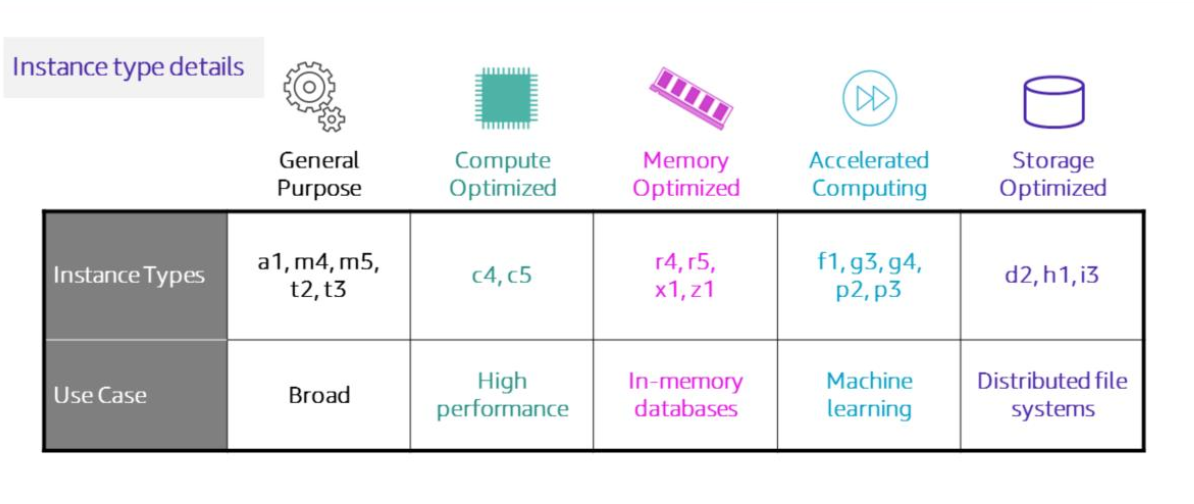 Instance type details
General
Purpose
Compute
Optimized
Memory
Optimized
Accelerated
Computing
Storage
Optimized
Instance Types
a1, m4, m5,
t2, t3
c4, c5
r4, r5,
x1, z1
f1, g3, g4,
p2, p3
d2, h1, i3
Use Case
Broad
High
performance
In-memory
databases
Machine
learning
Distributed file
systems